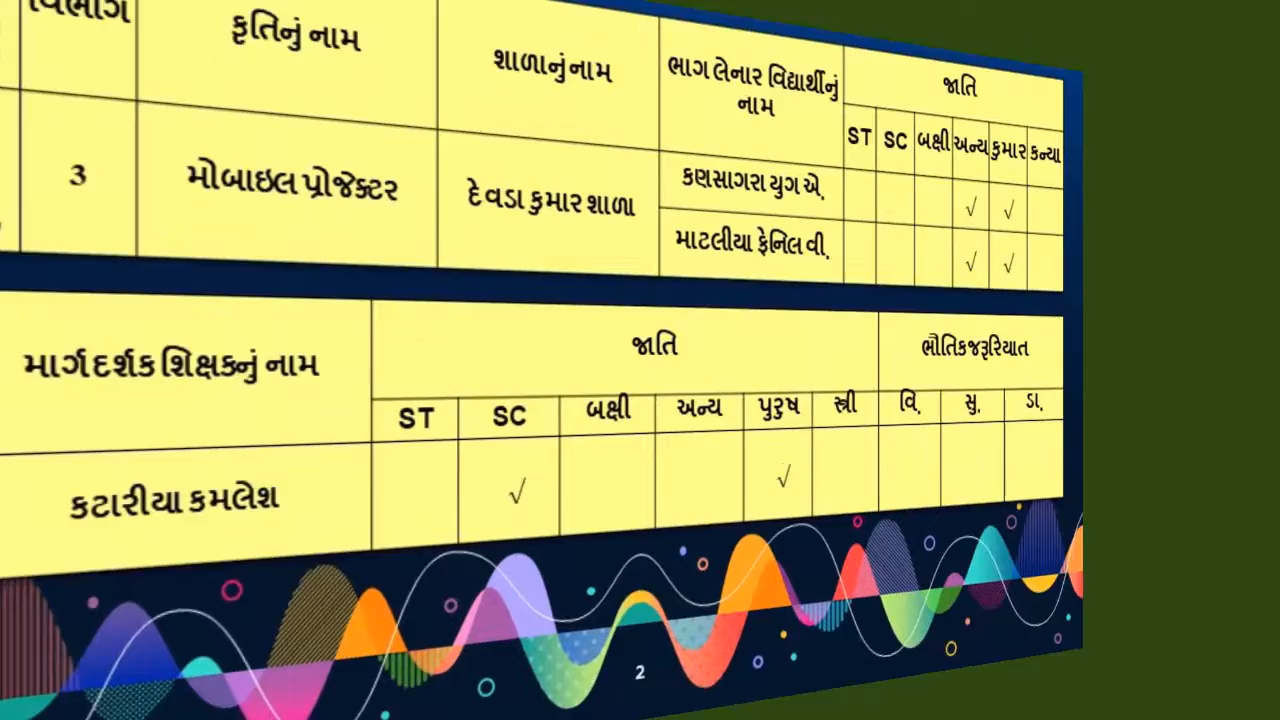 વિભાગ કૃતિનું નામ શાળાનું નામ ભાગ લેનાર વિદ્યાર્થીનું નામ જાતિ
ST SC બક્ષી અન્ય કુમાર કન્યા
3 મોબાઇલ પ્રોજેક્ટર દેવડા કુમાર શાળા કણસાગરા યુગ એ. √ √
માટલીયા ફેનિલ વી. √ √
માર્ગદર્શક શિક્ષકનું નામ જાતિ ભૌતિકજરૂરિયાત
ST SC બક્ષી અન્ય પુરુષ સ્ત્રી વિ. સુ. ડા.
કટારીયા કમલેશ √ √
2